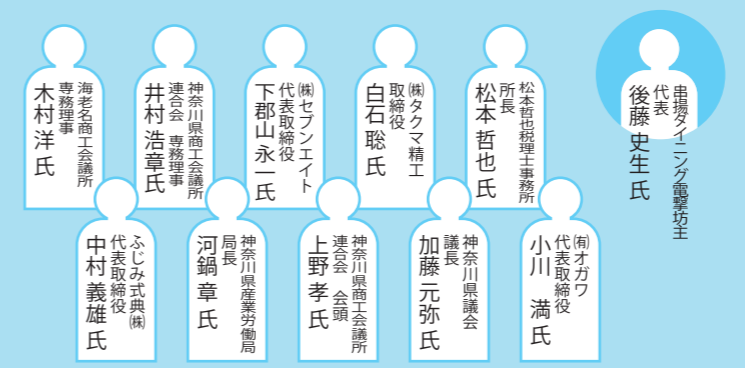 海老名商工会議所
専務理事
木村 洋 氏
神奈川県商工会議所
連合会 専務理事
井村 浩章 氏
㈱セブンエイト
代表取締役
下郡山 永一 氏
㈱タクマ精工
取締役
白石 聡 氏
松本哲也税理士事務所
所長
松本 哲也 氏
串揚ダイニング電撃坊主
代表
後藤 史生 氏
ふじみ式典㈱
代表取締役
中村 義雄 氏
神奈川県産業労働局
局長
河鍋 章 氏
神奈川県商工会議所
連合会 会頭
上野 孝 氏
神奈川県議会
議長
加藤 元弥 氏
㈲オガワ
代表取締役
小川 満 氏